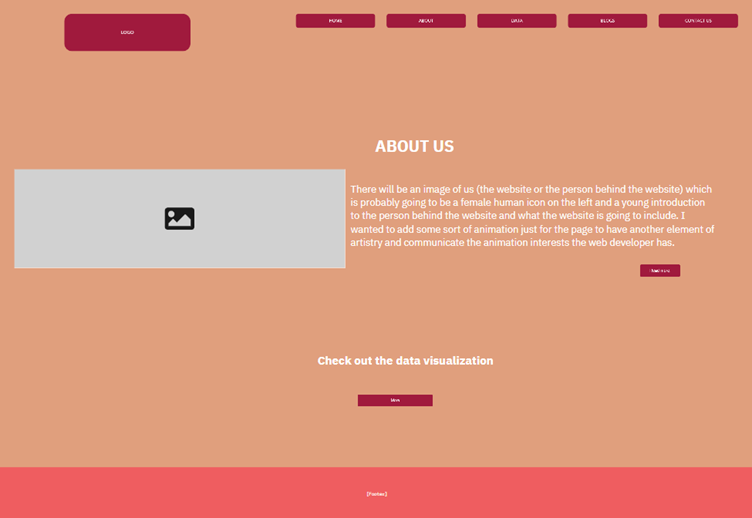 LOGO
HOME
ABOUT
DATA
BLOGS
CONTACT US
ABOUT US
There will be an image of us (the website or the person behind the website) which
is probably going to be a female human icon on the left and a young introduction
to the person behind the website and what the website is going to include. I
wanted to add some sort of animation just for the page to have another element of
artistry and communicate the animation interests the web developer has.
Check out the data visualization
[Footer]